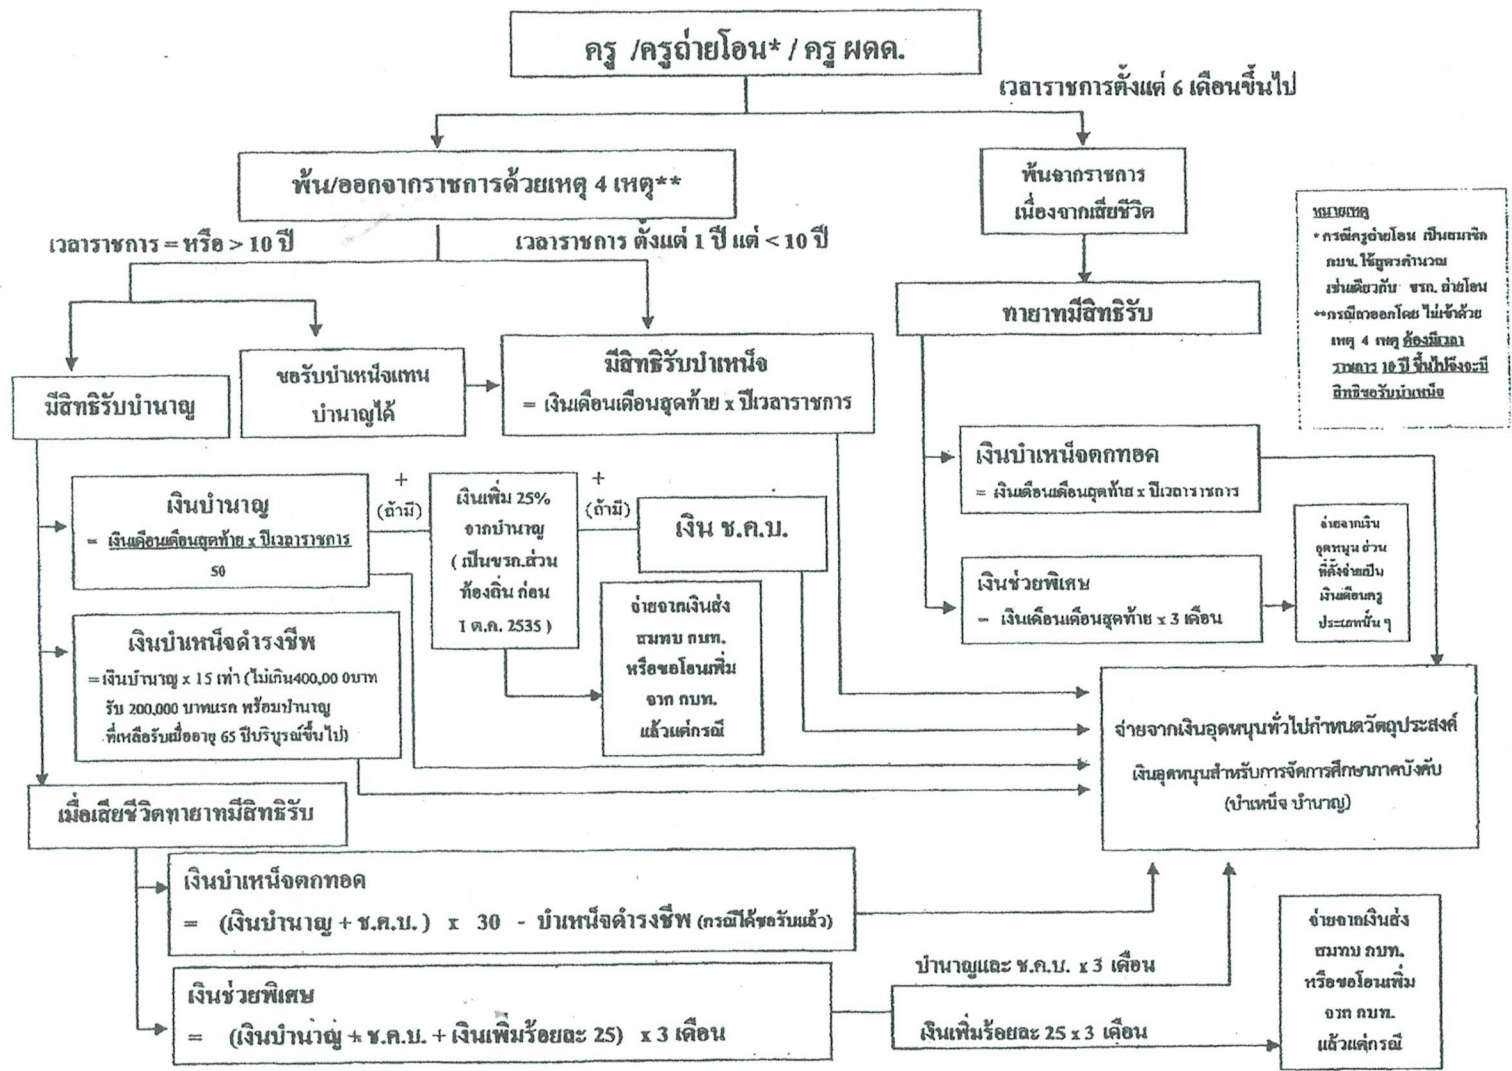 ครู /ครูถ่ายโอน* / ครู ผดด.
เวลาราชการตั้งแต่ 6 เดือนขึ้นไป
พ้น/ออกจากราชการด้วยเหตุ 4 เหตุ**
พ้นจากราชการ
เนื่องจากเสียชีวิต
หมายเหตุ
* กรณีครูถ่ายโอน เป็นสมาชิก
กบข. ใช้สูตรคำนวณ
เช่นเดียวกับ ขรก. ถ่ายโอน
**กรณีลาออกโดย ไม่เข้าด้วย
เหตุ 4 เหตุ ต้องมีเวลา
ราชการ 10 ปี ขึ้นไปจึงจะมี
สิทธิขอรับบำเหน็จ
เวลาราชการ = หรือ > 10 ปี
เวลาราชการ ตั้งแต่ 1 ปี แต่ < 10 ปี
ทายาทมีสิทธิรับ
มีสิทธิรับบำนาญ
ขอรับบำเหน็จแทน
บำนาญได้
มีสิทธิรับบำเหน็จ
= เงินเดือนเดือนสุดท้าย x ปีเวลาราชการ
เงินบำเหน็จตกทอด
= เงินเดือนเดือนสุดท้าย x ปีเวลาราชการ
เงินบำนาญ
= เงินเดือนเดือนสุดท้าย x ปีเวลาราชการ
50
+
(ถ้ามี)
เงินเพิ่ม 25%
จากบำนาญ
( เป็นขรก.ส่วน
ท้องถิ่น ก่อน
1 ต.ค. 2535 )
+
(ถ้ามี)
เงิน ช.ค.บ.
จ่ายจากเงิน
อุดหนุน ส่วน
ที่ตั้งจ่ายเป็น
เงินเดือนครู
ประเภทนั้น ๆ
เงินช่วยพิเศษ
= เงินเดือนเดือนสุดท้าย x 3 เดือน
จ่ายจากเงินส่ง
สมทบ กบท.
หรือขอโอนเพิ่ม
จาก กบท.
แล้วแต่กรณี
เงินบำเหน็จดำรงชีพ
=เงินบำนาญ x 15 เท่า (ไม่เกิน400,00 0บาท
รับ 200,000 บาทแรก พร้อมบำนาญ
ที่เหลือรับเมื่ออายุ 65 ปีบริบูรณ์ขึ้นไป)
จ่ายจากเงินอุดหนุนทั่วไปกำหนดวัตถุประสงค์
เงินอุดหนุนสำหรับการจัดการศึกษาภาคบังคับ
(บำเหน็จ บำนาญ)
เมื่อเสียชีวิตทายาทมีสิทธิรับ
เงินบำเหน็จตกทอด
= (เงินบำนาญ + ช.ค.บ. ) x 30 - บำเหน็จดำรงชีพ (กรณีได้ขอรับแล้ว)
เงินช่วยพิเศษ
= (เงินบำนาญ + ช.ค.บ. + เงินเพิ่มร้อยละ 25) x 3 เดือน
บำนาญและ ช.ค.บ. x 3 เดือน
เงินเพิ่มร้อยละ 25 x 3 เดือน
จ่ายจากเงินส่ง
สมทบ กบท.
หรือขอโอนเพิ่ม
จาก กบท.
แล้วแต่กรณี